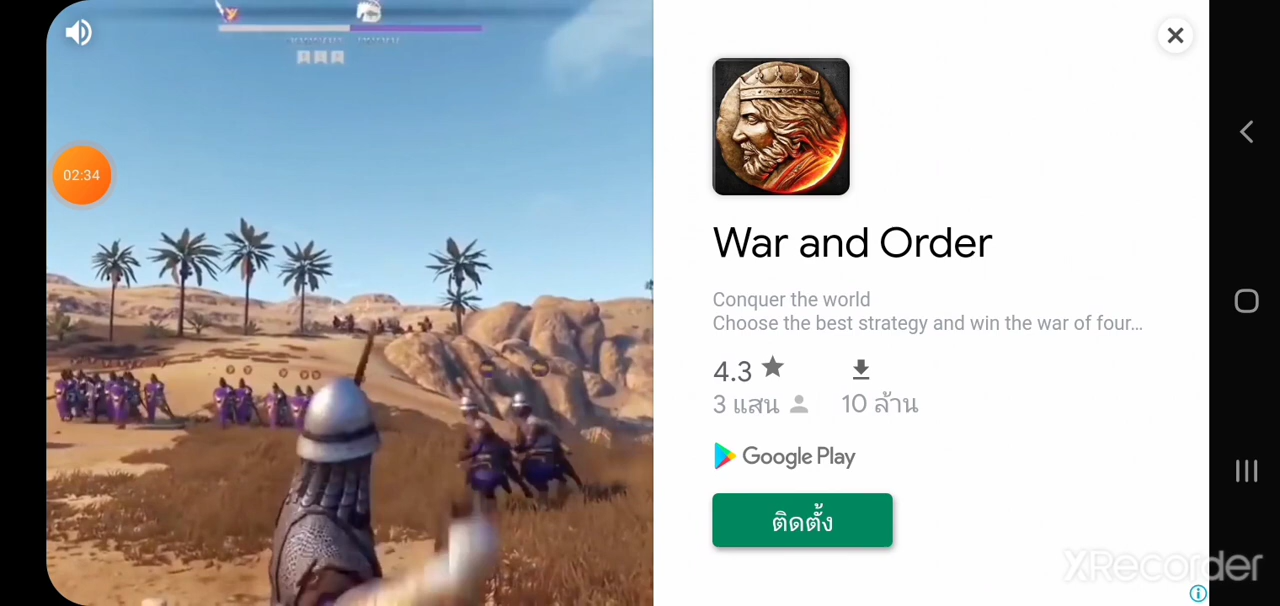 02:34
War and Order
Conquer the world
Choose the best strategy and win the war of four...
4.3
3 แสน
10 ล้าน
Google Play
ติดตั้ง
XRecorder